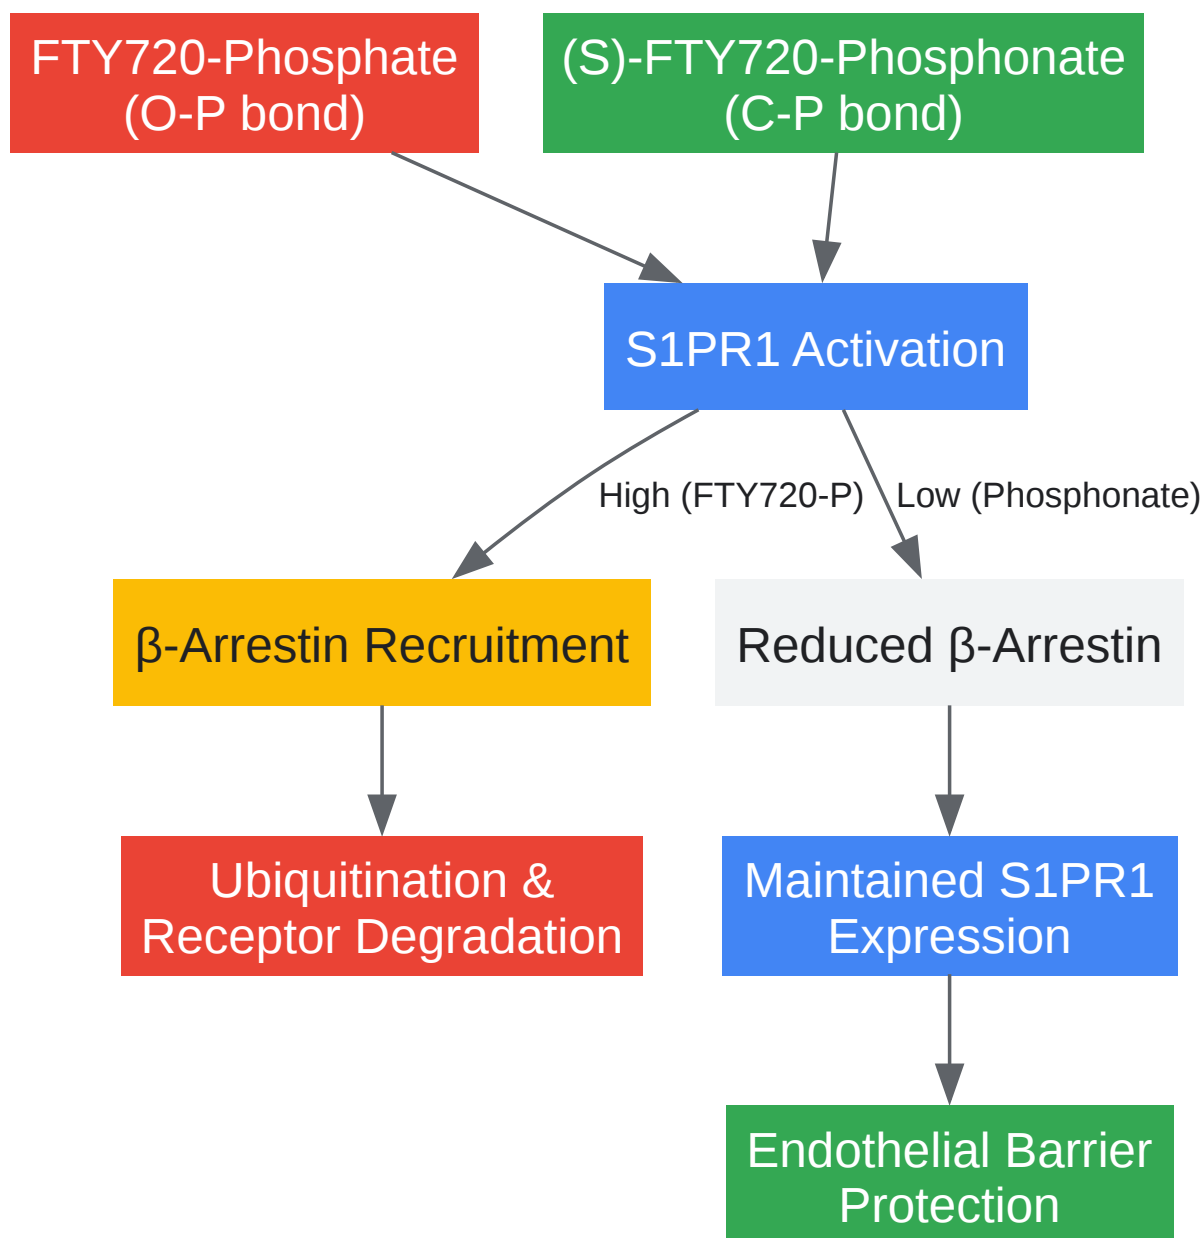 FTY720-Phosphate
(O-P bond)
(S)-FTY720-Phosphonate
(C-P bond)
S1PR1 Activation
High (FTY720-P)
Low (Phosphonate)
β-Arrestin Recruitment
Reduced β-Arrestin
Ubiquitination &
Receptor Degradation
Maintained S1PR1
Expression
Endothelial Barrier
Protection